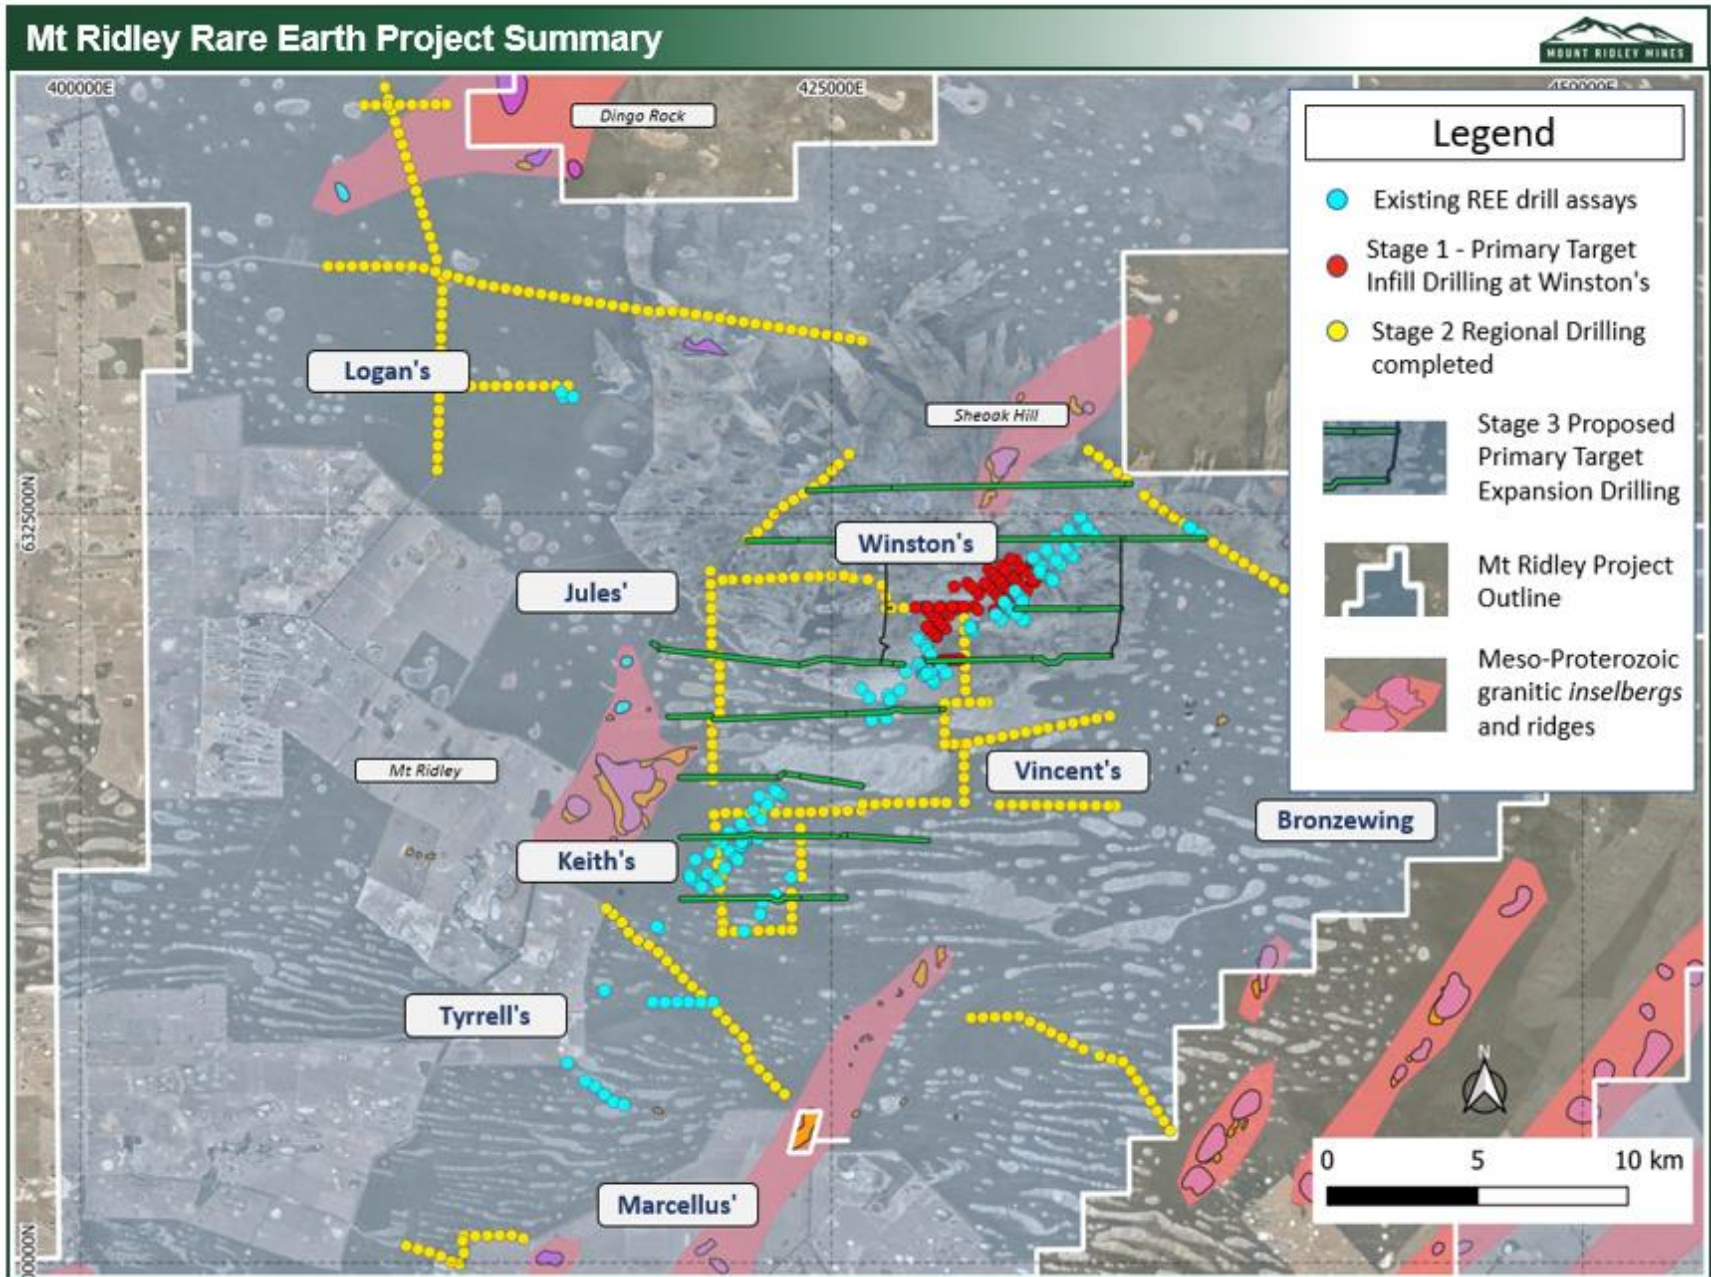 Mt Ridley Rare Earth Project Summary
MOUNT RIDLEY MINES
400000E
425000E
450000E
Dingo Rock
Legend
Existing REE drill assays
Stage 1 - Primary Target
Infill Drilling at Winston's
Stage 2 Regional Drilling
completed
Stage 3 Proposed
Primary Target
Expansion Drilling
Mt Ridley Project
Outline
Meso-Proterozoic
granitic inselbergs
and ridges
Logan's
Sheoak Hill
6325000N
Winston's
Jules'
Mt Ridley
Vincent's
Bronzewing
Keith's
Tyrrell's
Marcellus'
N
0 5 10 km